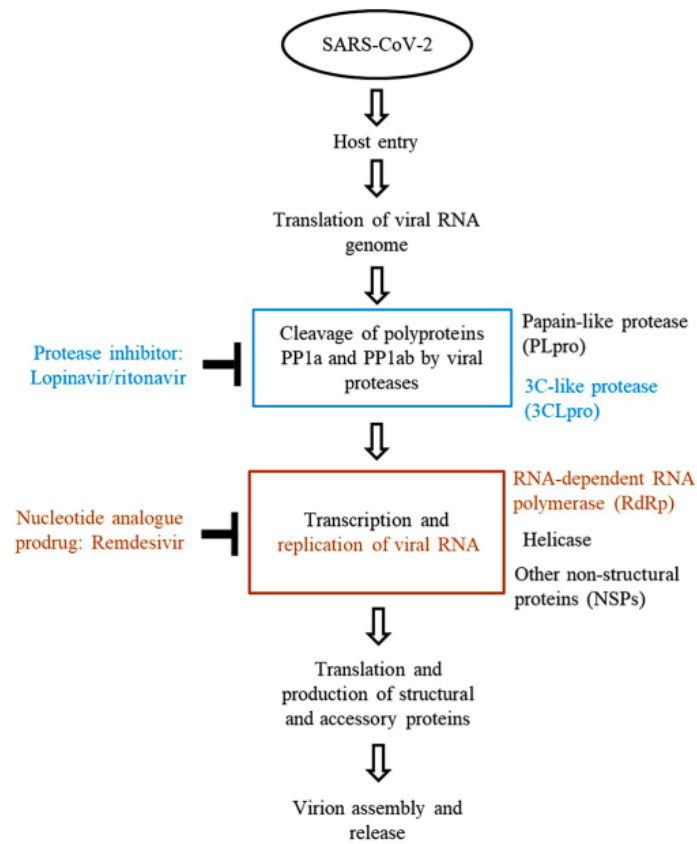 SARS-CoV-2
Host entry
Translation of viral RNA
genome
Protease inhibitor:
Lopinavir/ritonavir
Cleavage of polyproteins
PP1a and PP1ab by viral
proteases
Papain-like protease
(PLpro)
3C-like protease
(3CLpro)
Nucleotide analogue
prodrug: Remdesivir
Transcription and
replication of viral RNA
RNA-dependent RNA
polymerase (RdRp)
Helicase
Other non-structural
proteins (NSPs)
Translation and
production of structural
and accessory proteins
Virion assembly and
release